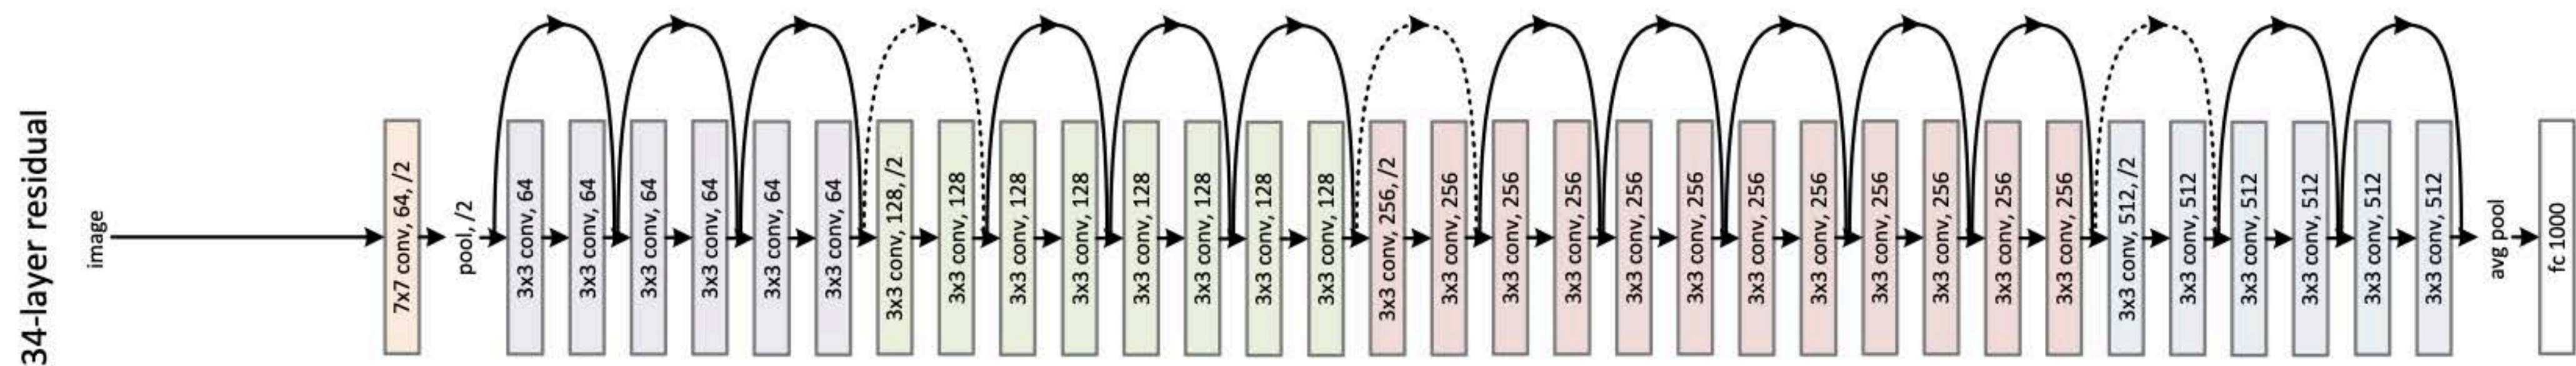 34-layer residual
image
7x7 conv, 64, /2
pool, /2
3x3 conv, 64
3x3 conv, 64
3x3 conv, 64
3x3 conv, 64
3x3 conv, 64
3x3 conv, 64
3x3 conv, 128, /2
3x3 conv, 128
3x3 conv, 128
3x3 conv, 128
3x3 conv, 128
3x3 conv, 128
3x3 conv, 128
3x3 conv, 128
3x3 conv, 256, /2
3x3 conv, 256
3x3 conv, 256
3x3 conv, 256
3x3 conv, 256
3x3 conv, 256
3x3 conv, 256
3x3 conv, 256
3x3 conv, 256
3x3 conv, 256
3x3 conv, 256
3x3 conv, 256
3x3 conv, 512, /2
3x3 conv, 512
3x3 conv, 512
3x3 conv, 512
3x3 conv, 512
3x3 conv, 512
avg pool
fc 1000